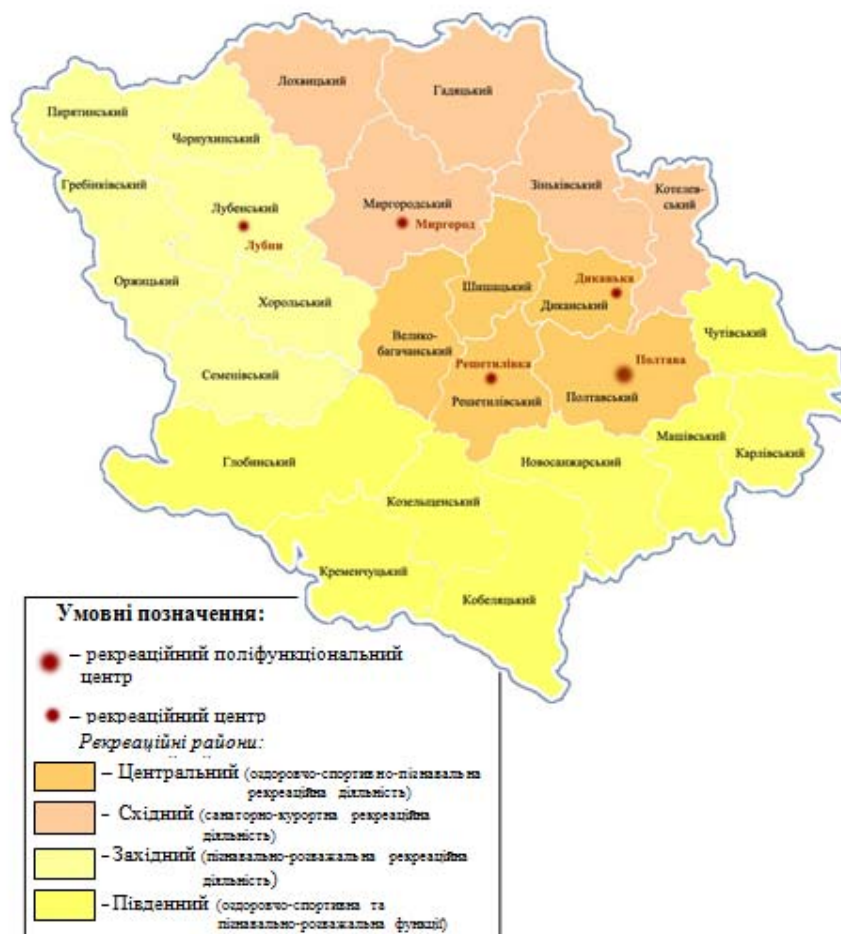 Лохвицький
Гадяцький
Пирятинський
Чорнухинський
Гребінківський
Зіньківський
Котелев-
ський
Лубенський
Миргородський
Лубни
Миргород
Оржицький
Хорольський
Шишацький
Диканька
Диканський
Чутівський
Велико-
багачанський
Решетилівка
Полтава
Семенівський
Решетилівський
Полтавський
Машівський
Карлівський
Глобинський
Новосанжарський
Козельщенський
Кременчуцький
Кобеляцький
Умовні позначення:
– рекреаційний поліфункціональний
центр
– рекреаційний центр
Рекреаційні райони:
– Центральний (оздоровчо-спортивно-пізнавальна
рекреаційна діяльність)
– Східний (санаторно-курортна рекреаційна
діяльність)
– Західний (пізнавально-розважальна рекреаційна
діяльність)
– Південний (оздоровчо-спортивна та
пізнавально-розважальна функції)